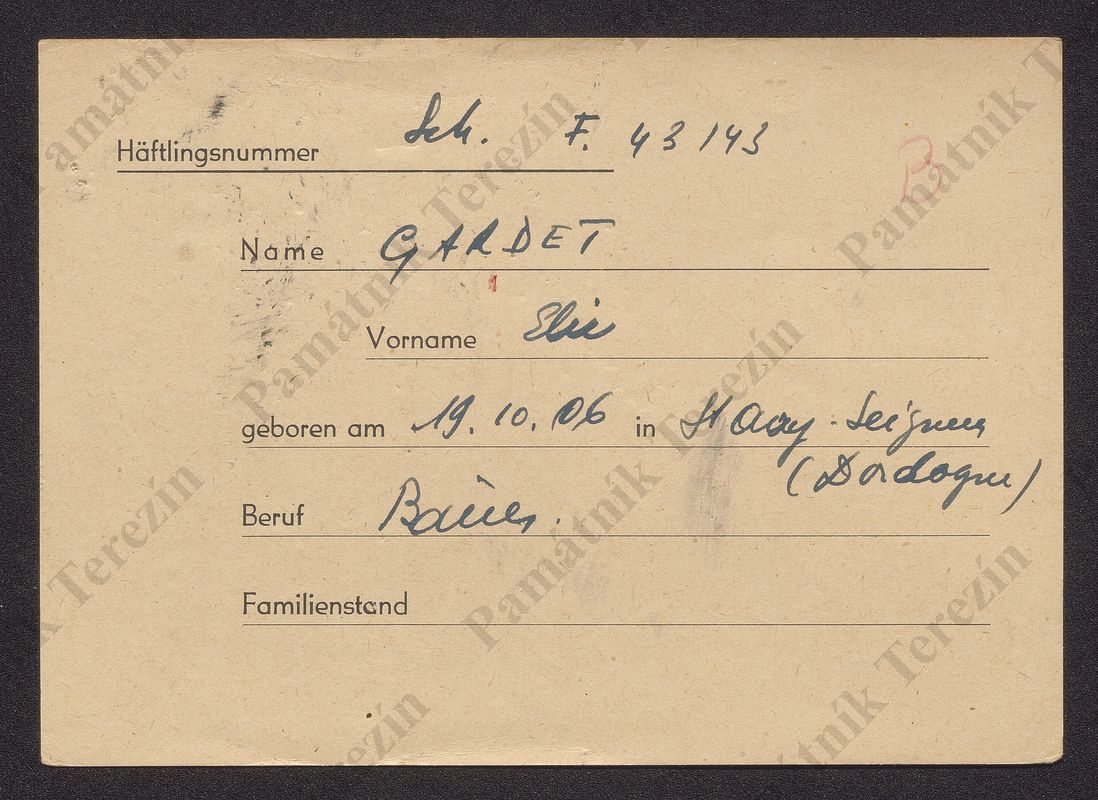 Häftlingsnummer Sch. F. 43143
B
Name GARDET
Vorname Elie
geboren am 19.10.06 in St
(Dordogne)
Beruf Bauer.
Familienstand
Památník Terezín